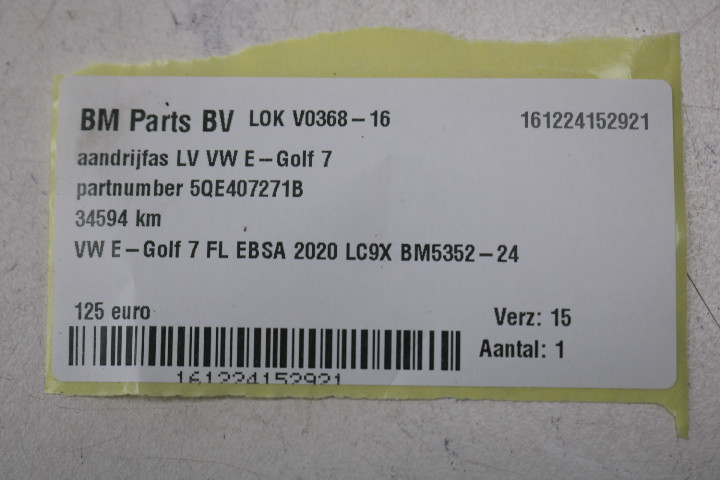 BM Parts BV LOK V0368-16 161224152921
aandrijfas LV VW E-Golf 7
partnumber 5QE407271B
34594 km
VW E-Golf 7 FL EBSA 2020 LC9X BM5352-24
125 euro Verz: 15
Aantal: 1
161224152921